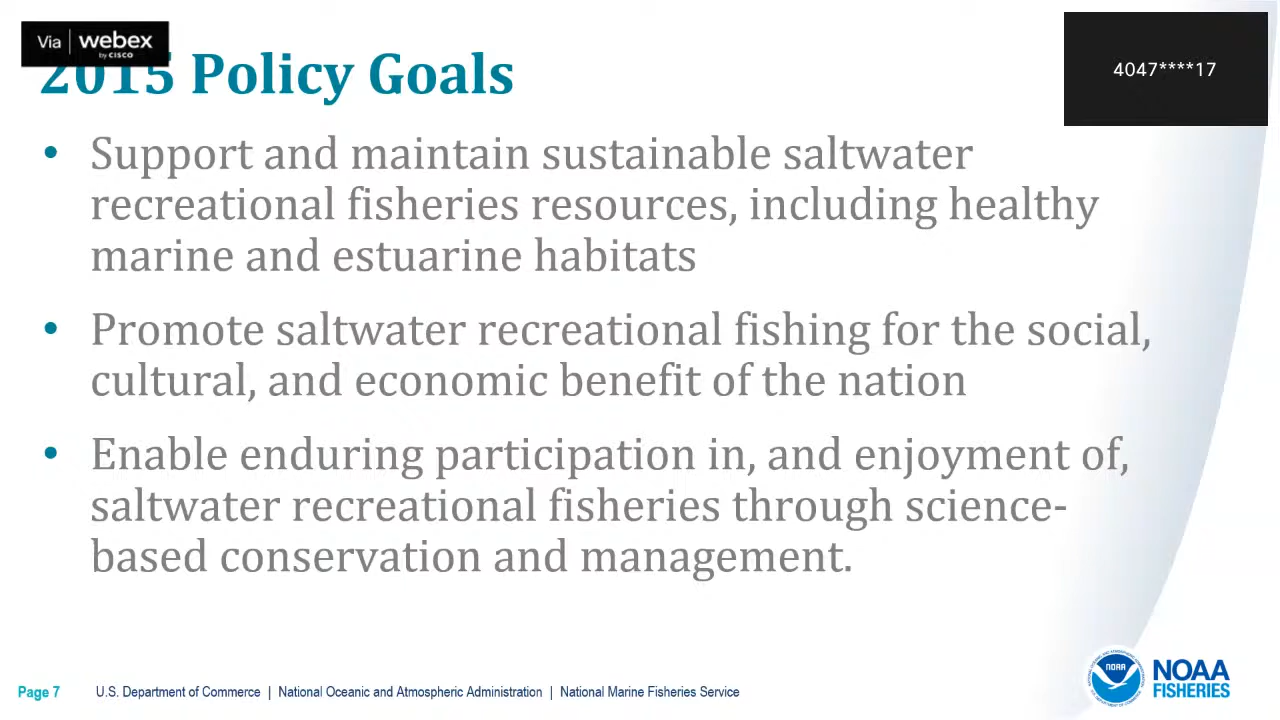 Via webex
by CISCO
4047****17
2015 Policy Goals
• Support and maintain sustainable saltwater
recreational fisheries resources, including healthy
marine and estuarine habitats
• Promote saltwater recreational fishing for the social,
cultural, and economic benefit of the nation
• Enable enduring participation in, and enjoyment of,
saltwater recreational fisheries through science-
based conservation and management.
Page 7 U.S. Department of Commerce | National Oceanic and Atmospheric Administration | National Marine Fisheries Service
NOAA
NOAA
FISHERIES